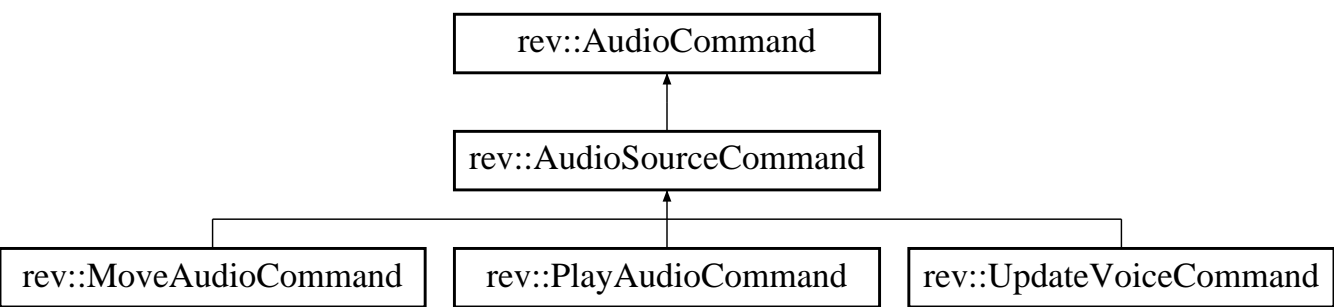 rev::AudioCommand
rev::AudioSourceCommand
rev::MoveAudioCommand
rev::PlayAudioCommand
rev::UpdateVoiceCommand